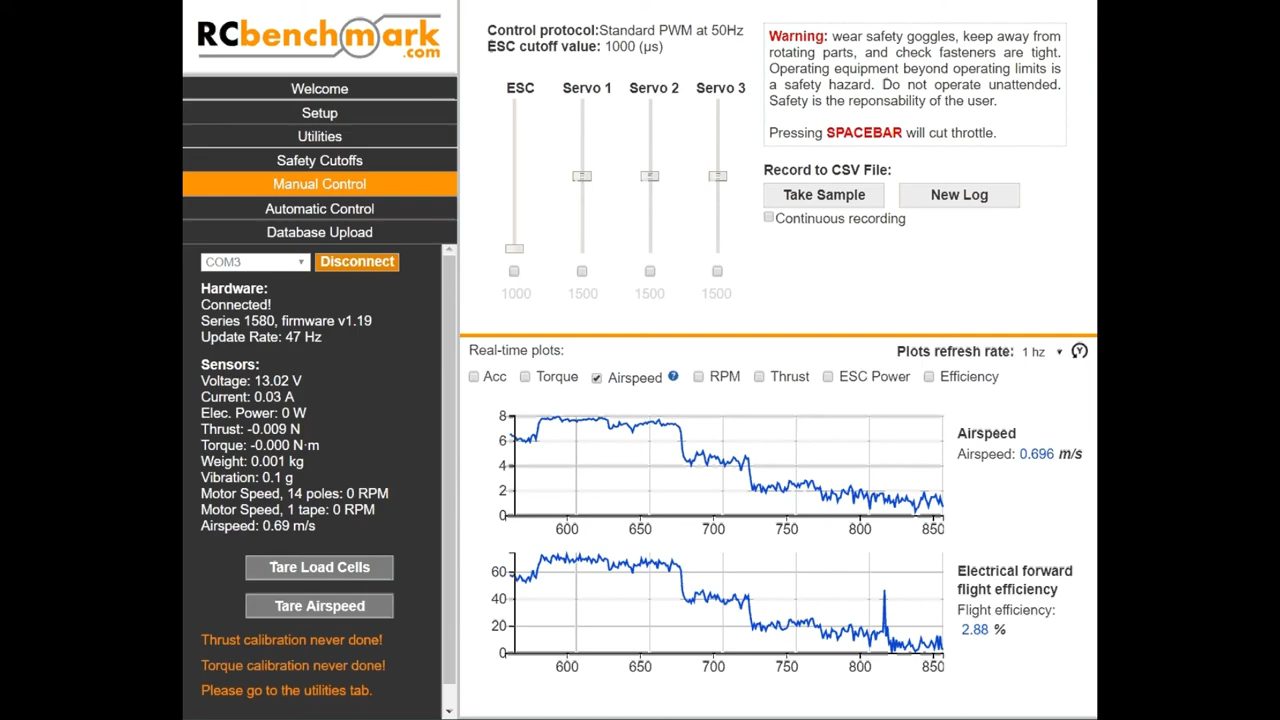 RCbenchmark
.com
Welcome
Setup
Utilities
Safety Cutoffs
Manual Control
Automatic Control
Database Upload
COM3 Disconnect
Hardware:
Connected!
Series 1580, firmware v1.19
Update Rate: 47 Hz
Sensors:
Voltage: 13.02 V
Current: 0.03 A
Elec. Power: 0 W
Thrust: -0.009 N
Torque: -0.000 N·m
Weight: 0.001 kg
Vibration: 0.1 g
Motor Speed, 14 poles: 0 RPM
Motor Speed, 1 tape: 0 RPM
Airspeed: 0.69 m/s
Tare Load Cells
Tare Airspeed
Thrust calibration never done!
Torque calibration never done!
Please go to the utilities tab.
Control protocol:Standard PWM at 50Hz
ESC cutoff value: 1000 (µs)
ESC Servo 1 Servo 2 Servo 3
1000 1500 1500 1500
Warning: wear safety goggles, keep away from
rotating parts, and check fasteners are tight.
Operating equipment beyond operating limits is
a safety hazard. Do not operate unattended.
Safety is the reponsability of the user.
Pressing SPACEBAR will cut throttle.
Record to CSV File:
Take Sample New Log
Continuous recording
Real-time plots: Plots refresh rate: 1 hz
Acc Torque Airspeed ? RPM Thrust ESC Power Efficiency
8
6
4
2
0
600 650 700 750 800 850
Airspeed
Airspeed: 0.696 m/s
60
40
20
0
600 650 700 750 800 850
Electrical forward
flight efficiency
Flight efficiency:
2.88 %